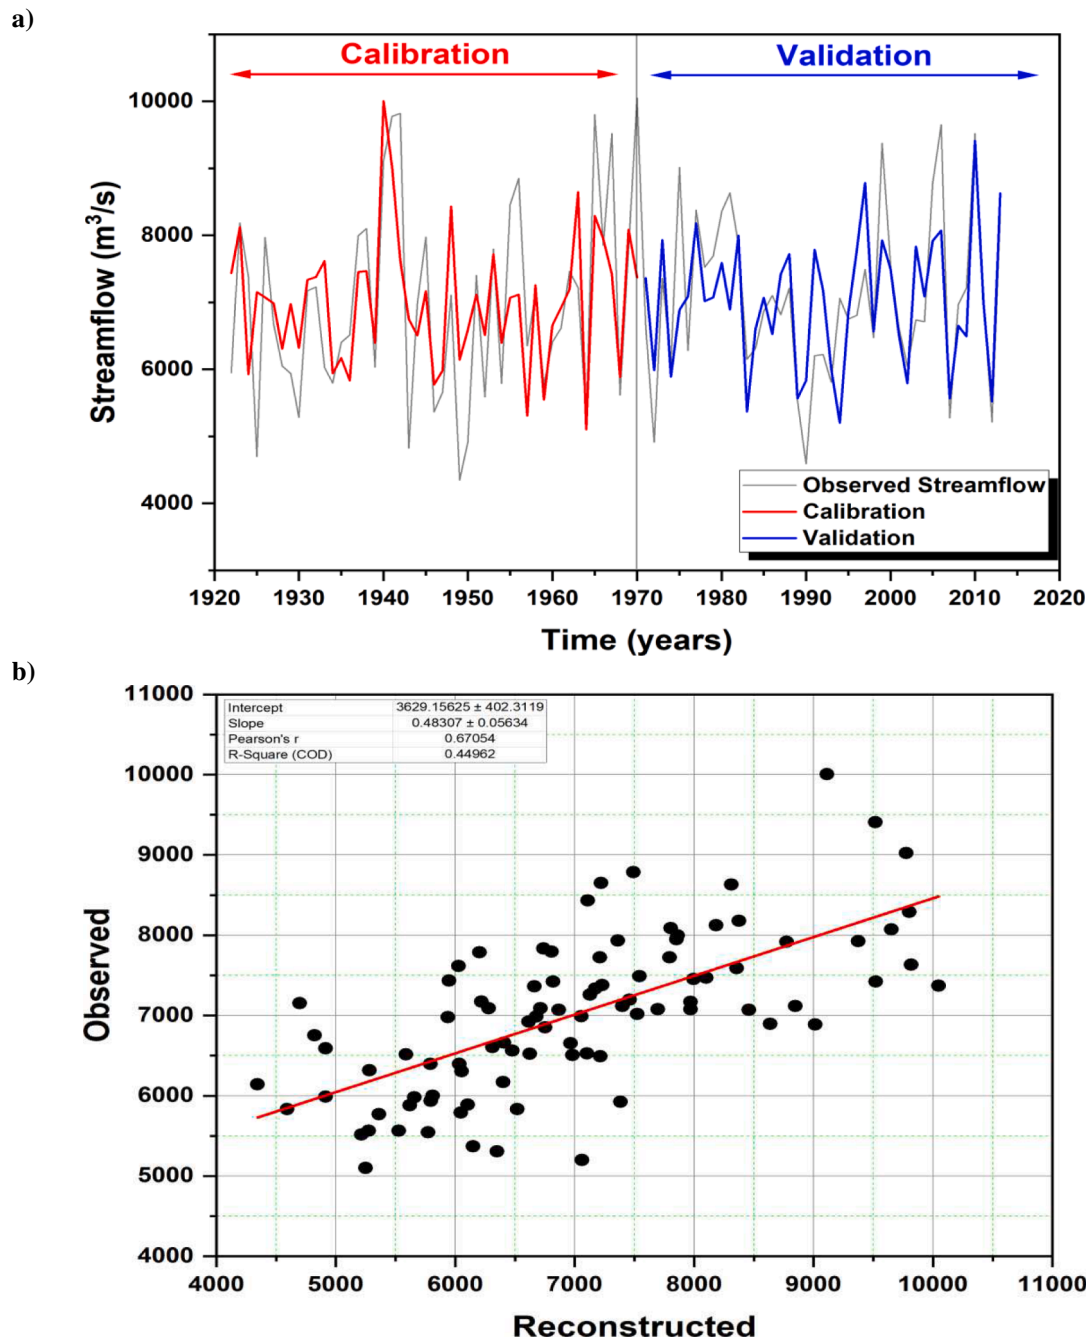 a)
Calibration
Validation
10000
8000
6000
4000
Streamflow (m³/s)
Observed Streamflow
Calibration
Validation
1920 1930 1940 1950 1960 1970 1980 1990 2000 2010 2020
Time (years)
b)
11000
10000
9000
8000
7000
6000
5000
4000
Observed
Intercept 3629.15625 ± 402.3119
Slope 0.48307 ± 0.05634
Pearson's r 0.67054
R-Square (COD) 0.44962
4000 5000 6000 7000 8000 9000 10000 11000
Reconstructed